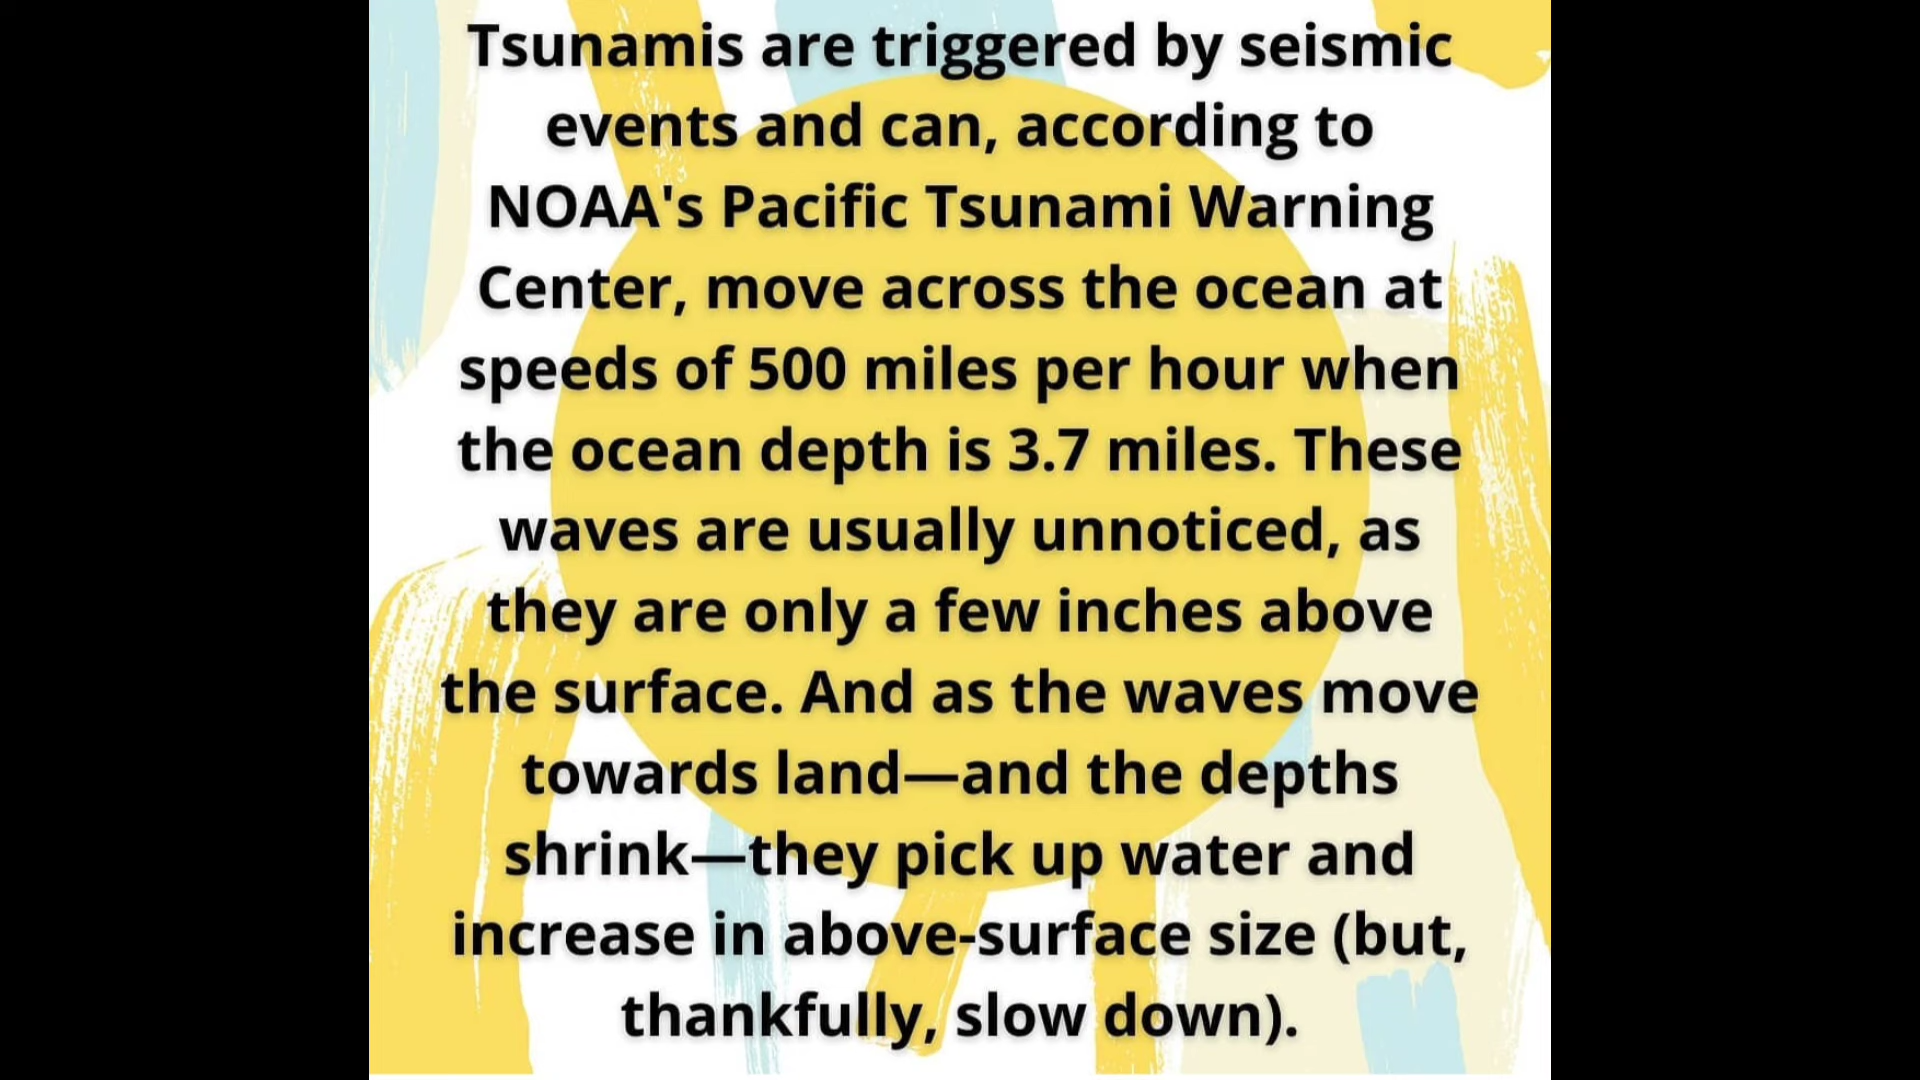 Tsunamis are triggered by seismic
events and can, according to
NOAA's Pacific Tsunami Warning
Center, move across the ocean at
speeds of 500 miles per hour when
the ocean depth is 3.7 miles. These
waves are usually unnoticed, as
they are only a few inches above
the surface. And as the waves move
towards land—and the depths
shrink—they pick up water and
increase in above-surface size (but,
thankfully, slow down).